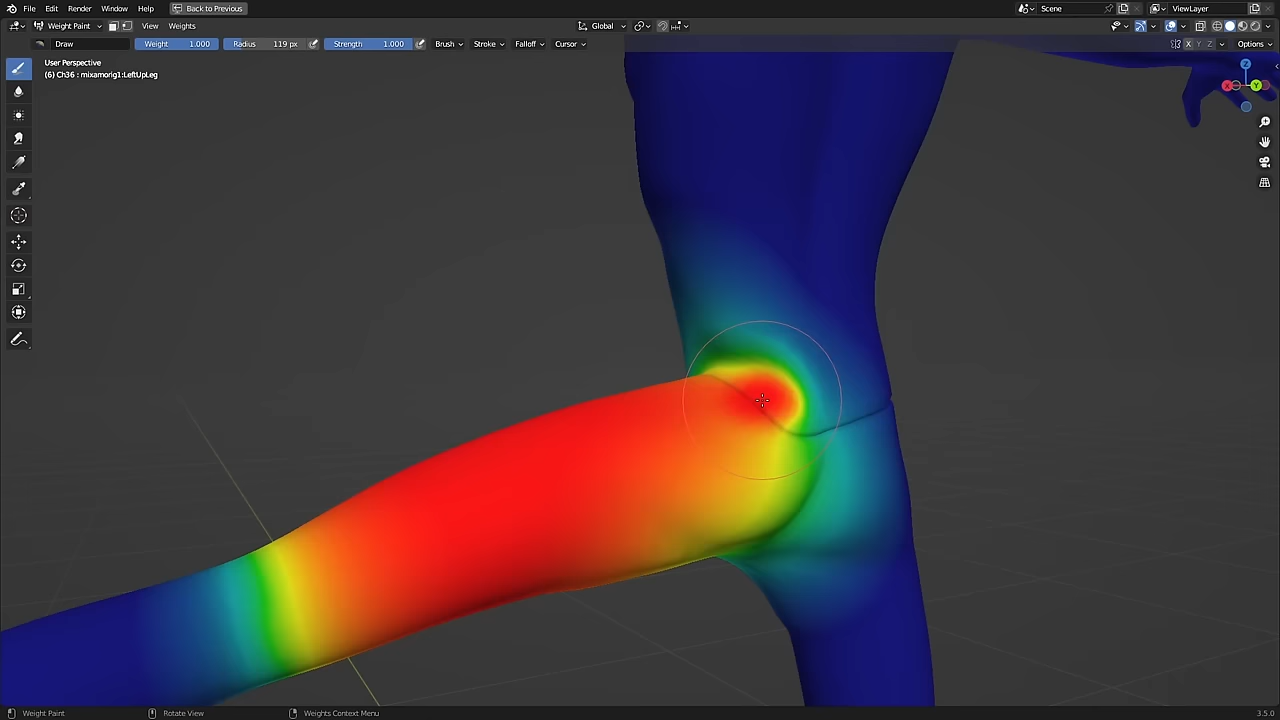 File Edit Render Window Help Back to Previous Scene ViewLayer
Weight Paint View Weights Global
Draw Weight 1.000 Radius 119 px Strength 1.000 Brush Stroke Falloff Cursor X Y Z Options
User Perspective
(6) Ch36 : mixamorig1:LeftUpLeg
Z
X Y
Weight Paint Rotate View Weights Context Menu 3.5.0